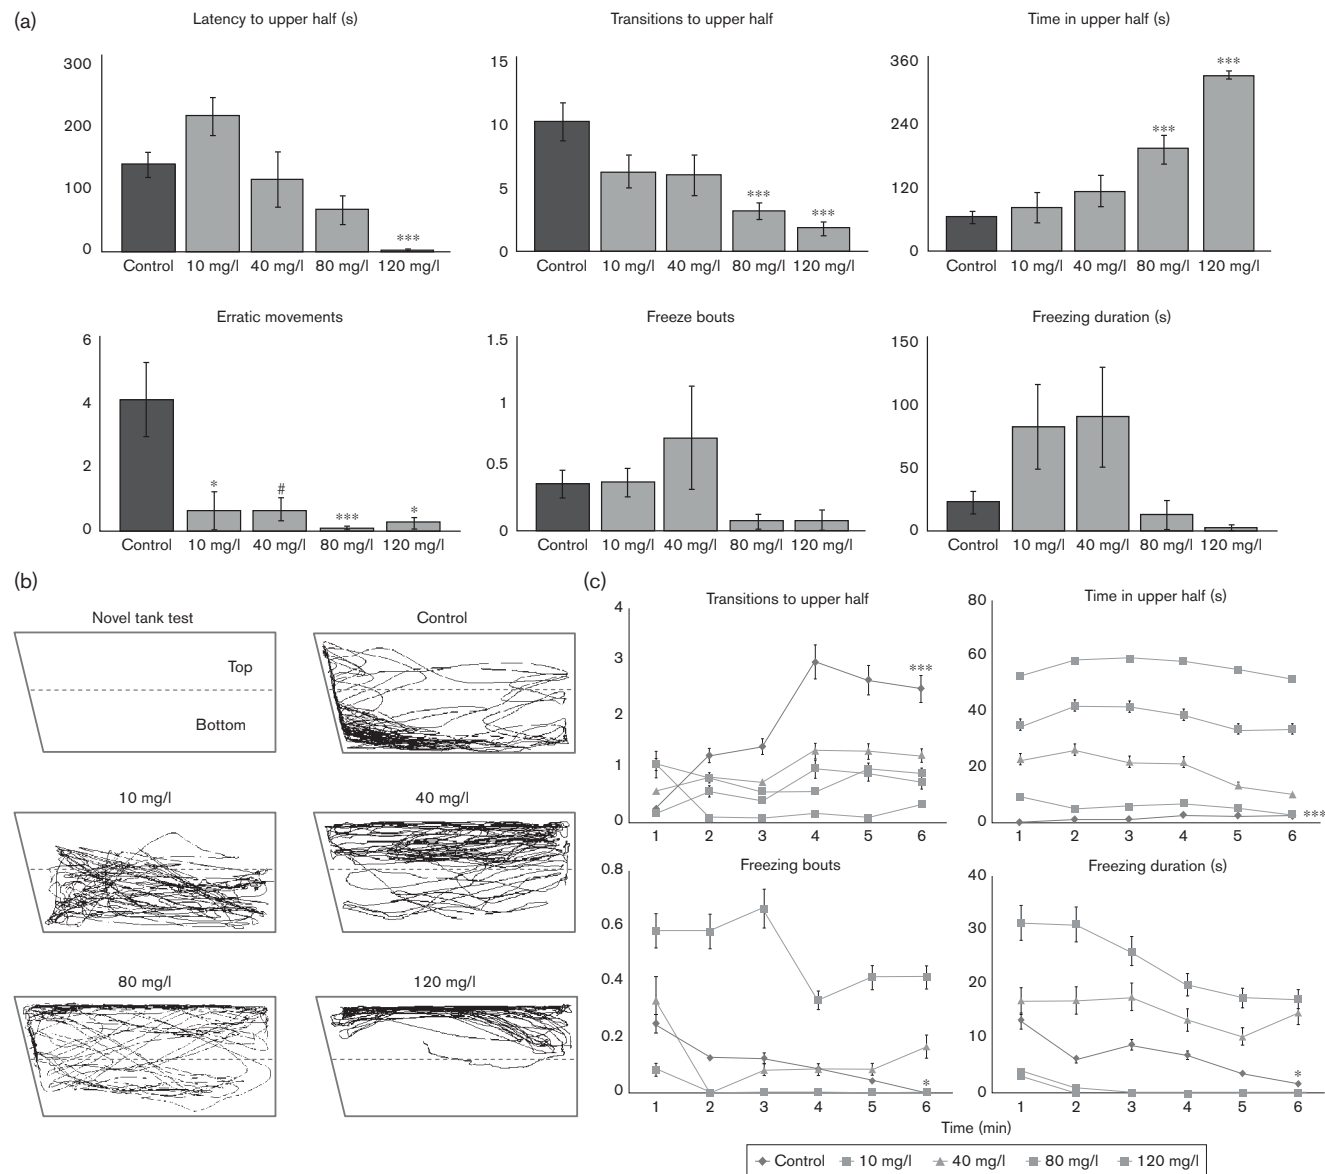 (a)
Latency to upper half (s)
300
200
100
0
***
Control 10 mg/l 40 mg/l 80 mg/l 120 mg/l
Transitions to upper half
15
10
5
0
***
***
Control 10 mg/l 40 mg/l 80 mg/l 120 mg/l
Time in upper half (s)
360
240
120
0
***
***
Control 10 mg/l 40 mg/l 80 mg/l 120 mg/l
Erratic movements
6
4
2
0
*
#
***
*
Control 10 mg/l 40 mg/l 80 mg/l 120 mg/l
Freeze bouts
1.5
1
0.5
0
Control 10 mg/l 40 mg/l 80 mg/l 120 mg/l
Freezing duration (s)
150
100
50
0
Control 10 mg/l 40 mg/l 80 mg/l 120 mg/l
(b)
Novel tank test
Top
Bottom
Control
10 mg/l
40 mg/l
80 mg/l
120 mg/l
(c)
Transitions to upper half
4
3
2
1
0
***
1 2 3 4 5 6
Time in upper half (s)
80
60
40
20
0
***
1 2 3 4 5 6
Freezing bouts
0.8
0.6
0.4
0.2
0
*
1 2 3 4 5 6
Freezing duration (s)
40
30
20
10
0
*
1 2 3 4 5 6
Time (min)
Control 10 mg/l 40 mg/l 80 mg/l 120 mg/l